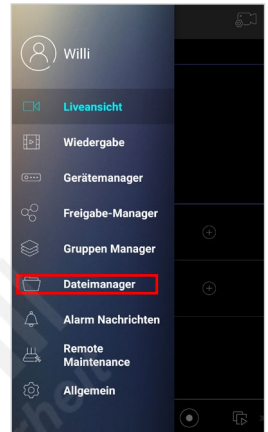 Willi
Liveansicht
Wiedergabe
Gerätemanager
Freigabe-Manager
Gruppen Manager
Dateimanager
Alarm Nachrichten
Remote
Maintenance
Allgemein